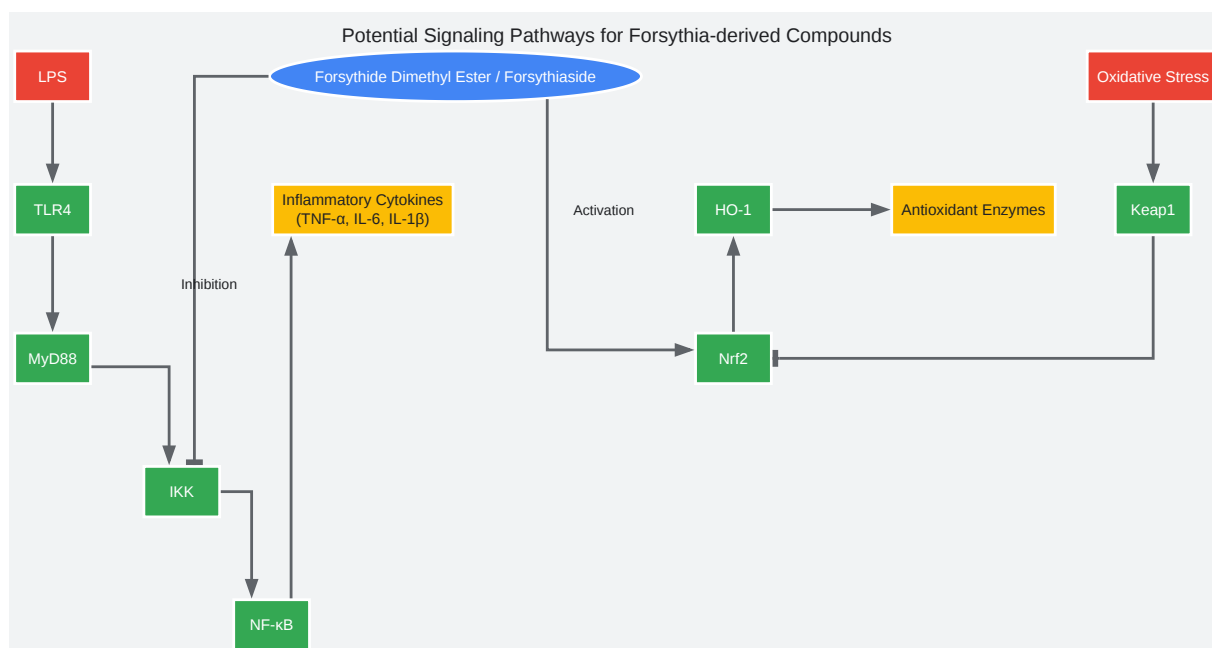 Potential Signaling Pathways for Forsythia-derived Compounds
LPS
Forsythide Dimethyl Ester / Forsythiaside
Oxidative Stress
TLR4
Inflammatory Cytokines
(TNF-α, IL-6, IL-1β)
Activation
HO-1
Antioxidant Enzymes
Keap1
Inhibition
MyD88
Nrf2
IKK
NF-κB